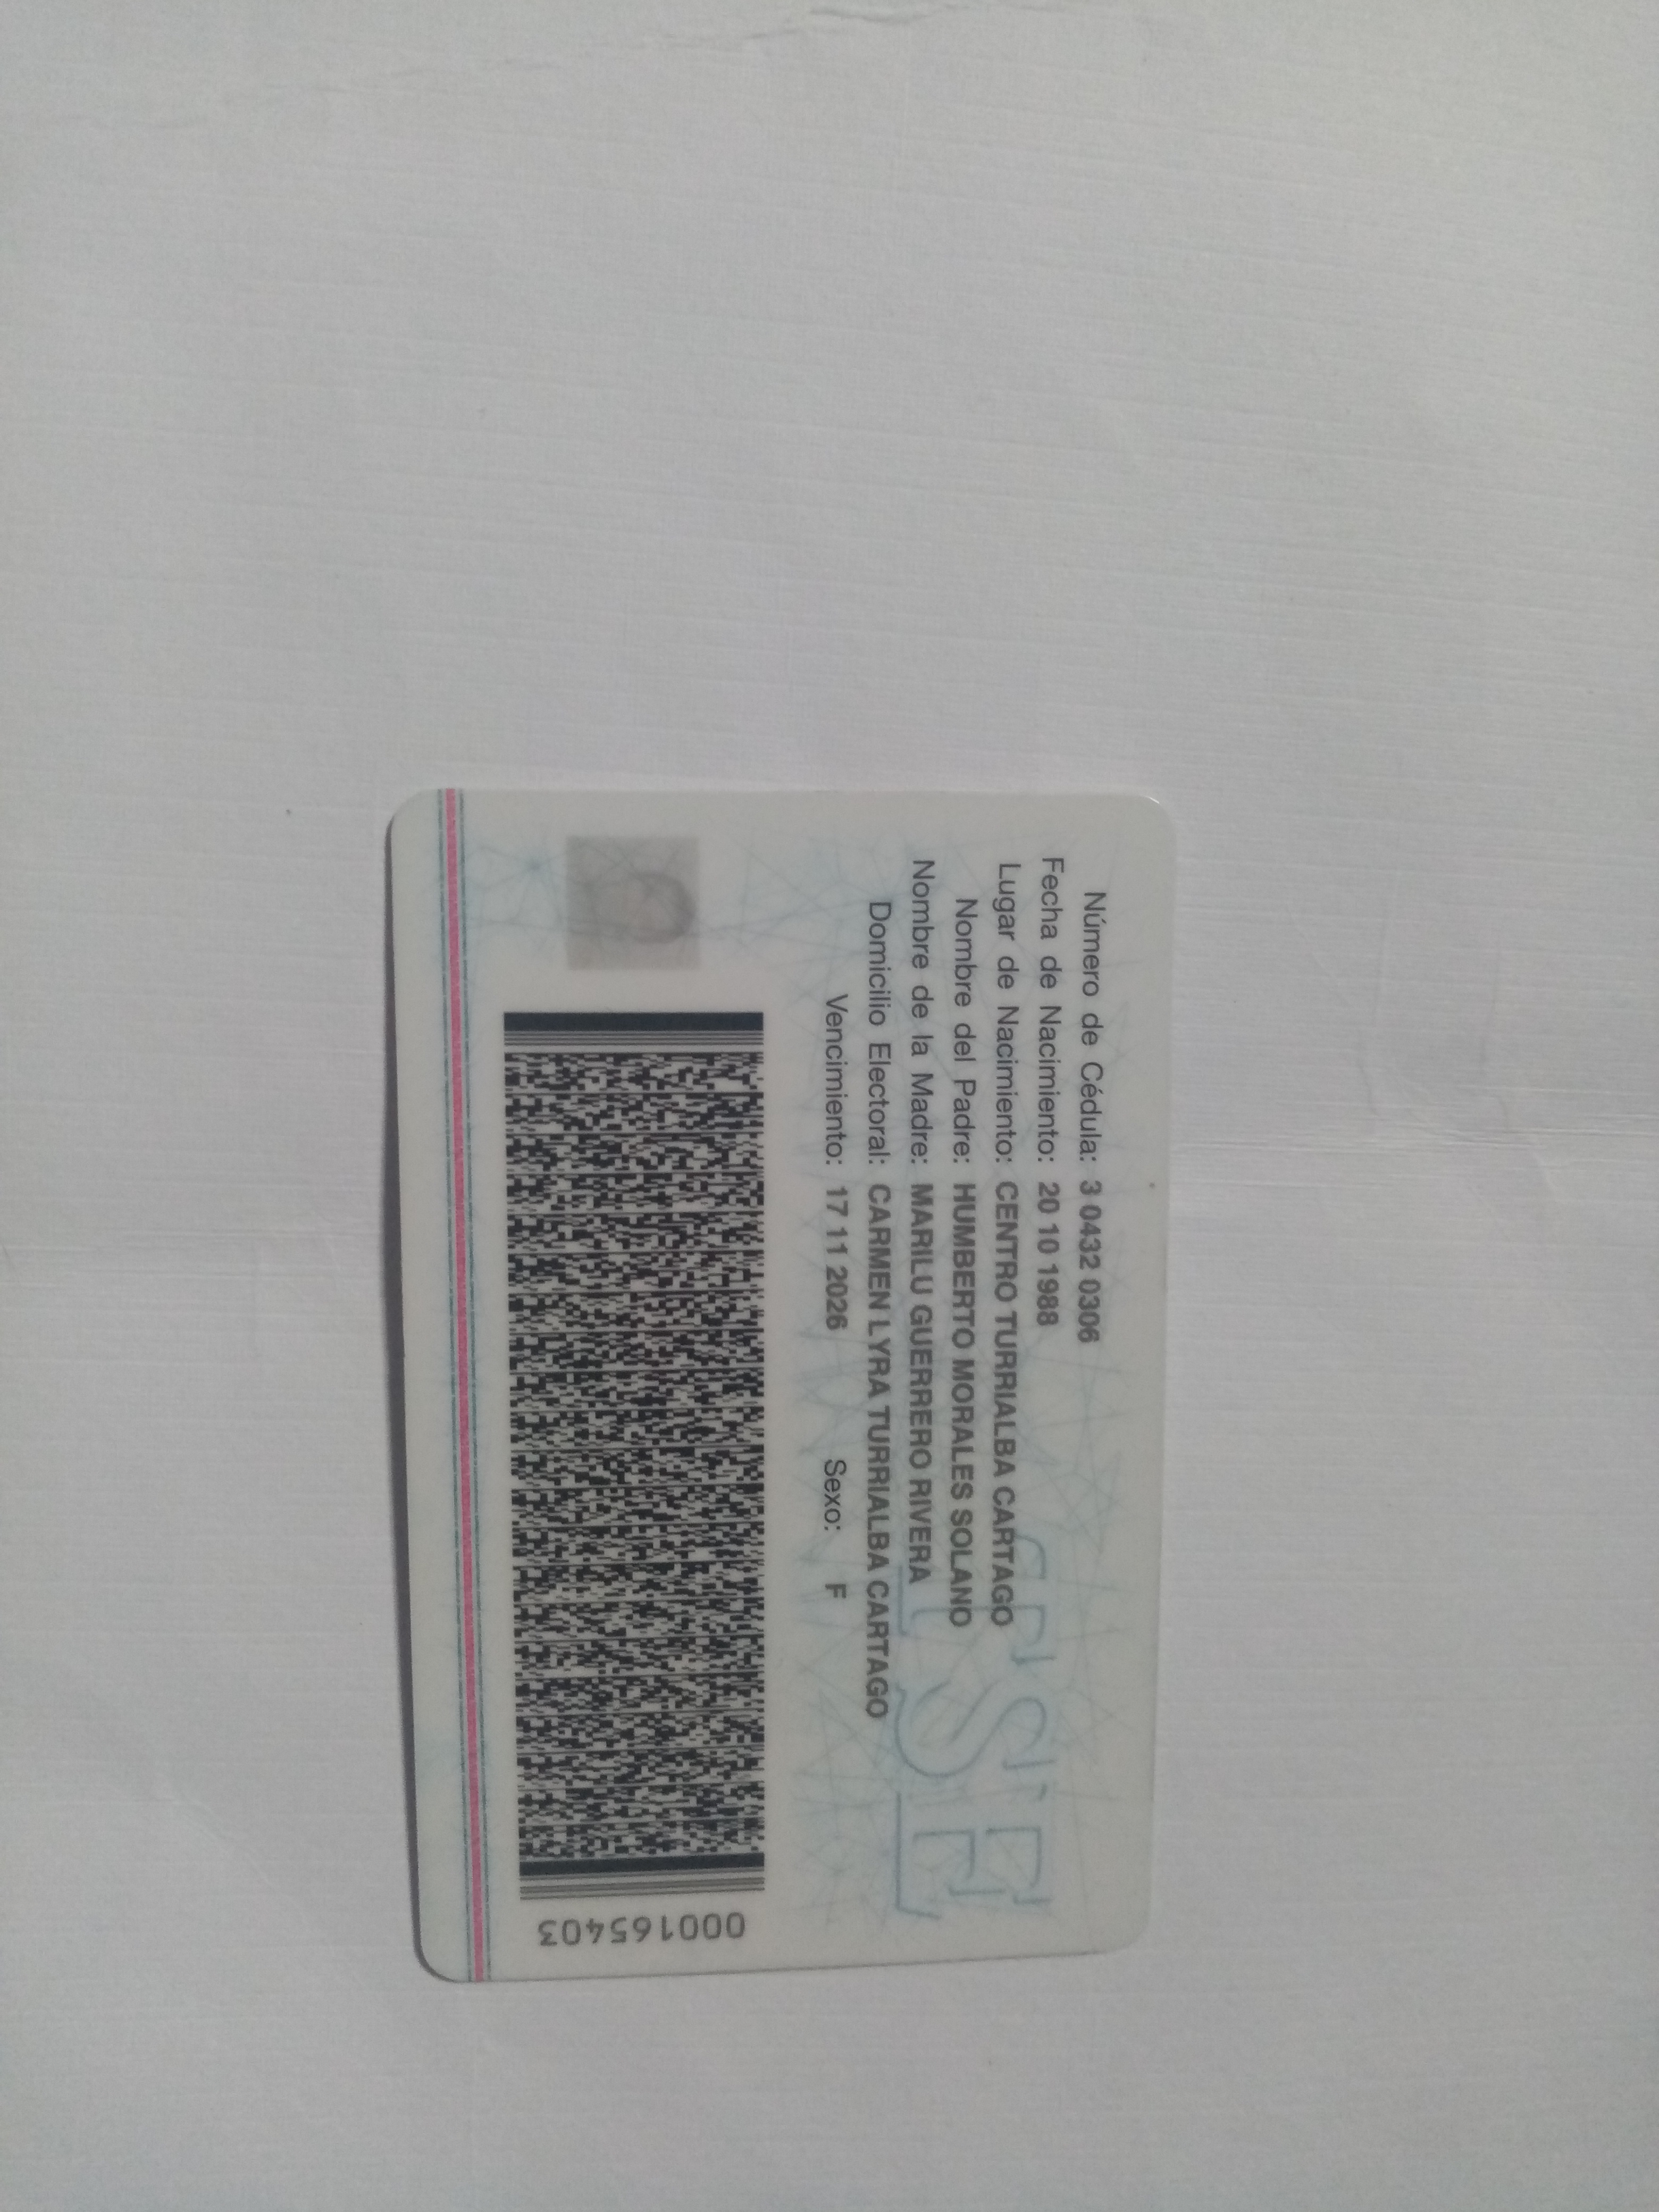 Número de Cédula: 3 0432 0306
Fecha de Nacimiento: 20 10 1988
Lugar de Nacimiento: CENTRO TURRIALBA CARTAGO
Nombre del Padre: HUMBERTO MORALES SOLANO
Nombre de la Madre: MARILU GUERRERO RIVERA
Domicilio Electoral: CARMEN LYRA TURRIALBA CARTAGO
Vencimiento: 17 11 2026 Sexo: F
000165403